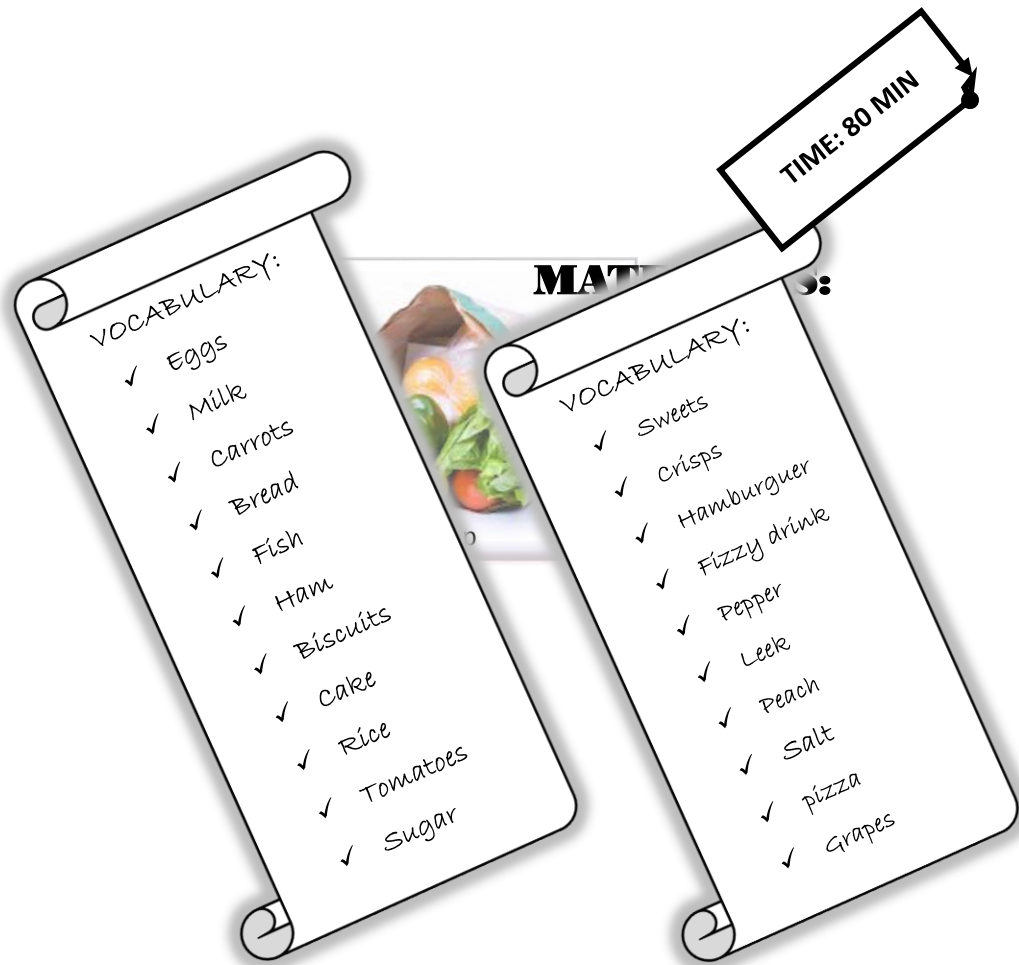 TIME: 80 MIN
VOCABULARY:
✓ Eggs
✓ Milk
✓ Carrots
✓ Bread
✓ Fish
✓ Ham
✓ Biscuits
✓ Cake
✓ Rice
✓ Tomatoes
✓ Sugar
VOCABULARY:
✓ Sweets
✓ Crisps
✓ Hamburguer
✓ Fizzy drink
✓ Pepper
✓ Leek
✓ Peach
✓ Salt
✓ pizza
✓ Grapes